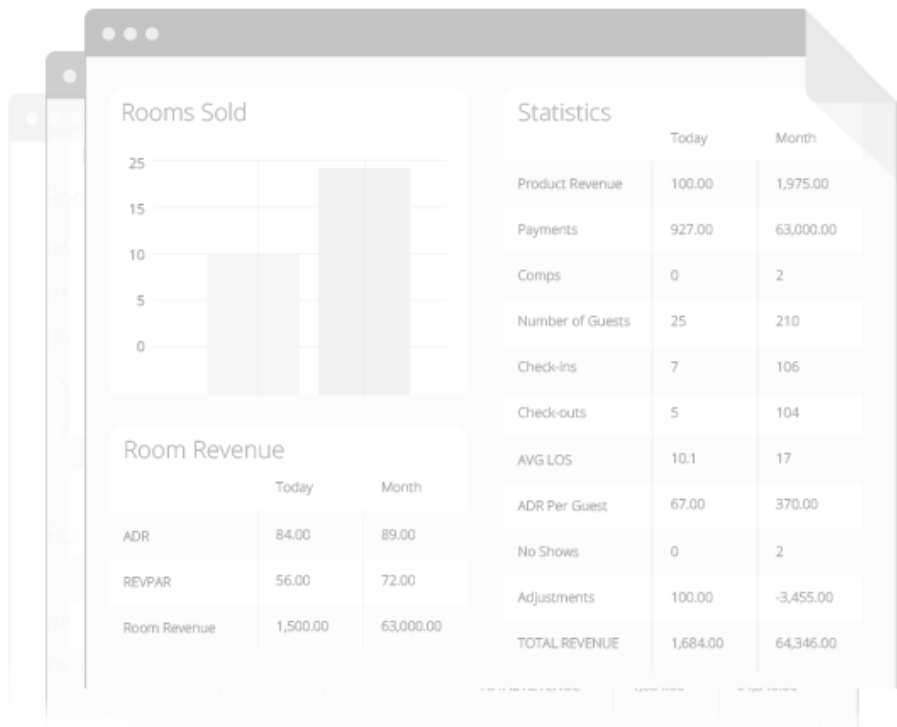 Rooms Sold
25
15
10
5
0
Room Revenue
Today Month
ADR 84.00 89.00
REVPAR 56.00 72.00
Room Revenue 1,500.00 63,000.00
Statistics
Today Month
Product Revenue 100.00 1,975.00
Payments 927.00 63,000.00
Comps 0 2
Number of Guests 25 210
Check-ins 7 106
Check-outs 5 104
AVG LOS 10.1 17
ADR Per Guest 67.00 370.00
No Shows 0 2
Adjustments 100.00 -3,455.00
TOTAL REVENUE 1,684.00 64,346.00